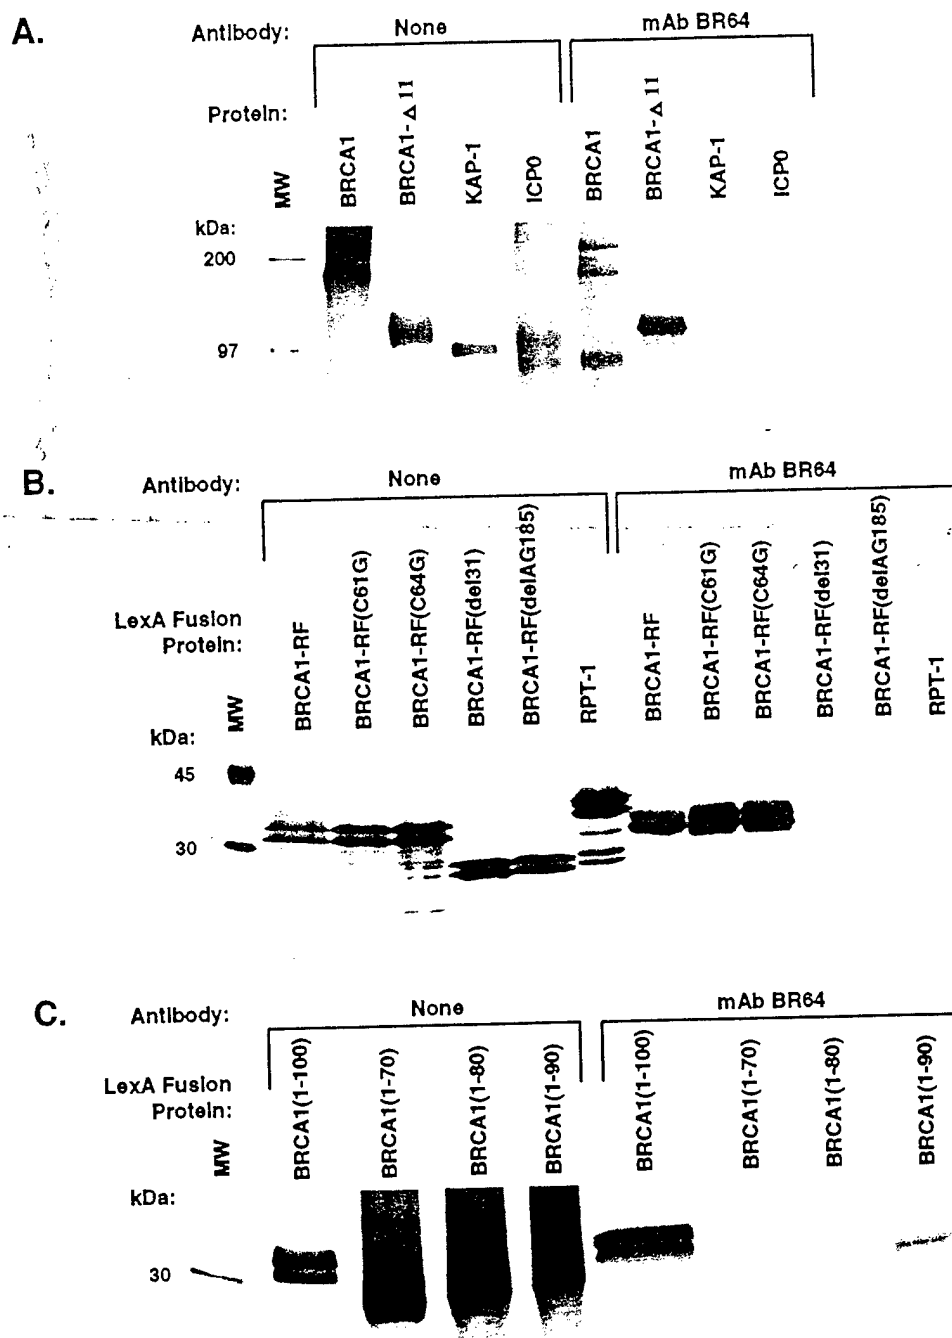 A.
Antibody: None mAb BR64
Protein:
MW BRCA1 BRCA1-Δ11 KAP-1 ICP0 BRCA1 BRCA1-Δ11 KAP-1 ICP0
kDa:
200
97
B.
Antibody: None mAb BR64
LexA Fusion
Protein:
MW BRCA1-RF BRCA1-RF(C61G) BRCA1-RF(C64G) BRCA1-RF(del31) BRCA1-RF(delAG185) RPT-1 BRCA1-RF BRCA1-RF(C61G) BRCA1-RF(C64G) BRCA1-RF(del31) BRCA1-RF(delAG185) RPT-1
kDa:
45
30
C.
Antibody: None mAb BR64
LexA Fusion
Protein:
MW BRCA1(1-100) BRCA1(1-70) BRCA1(1-80) BRCA1(1-90) BRCA1(1-100) BRCA1(1-70) BRCA1(1-80) BRCA1(1-90)
kDa:
30